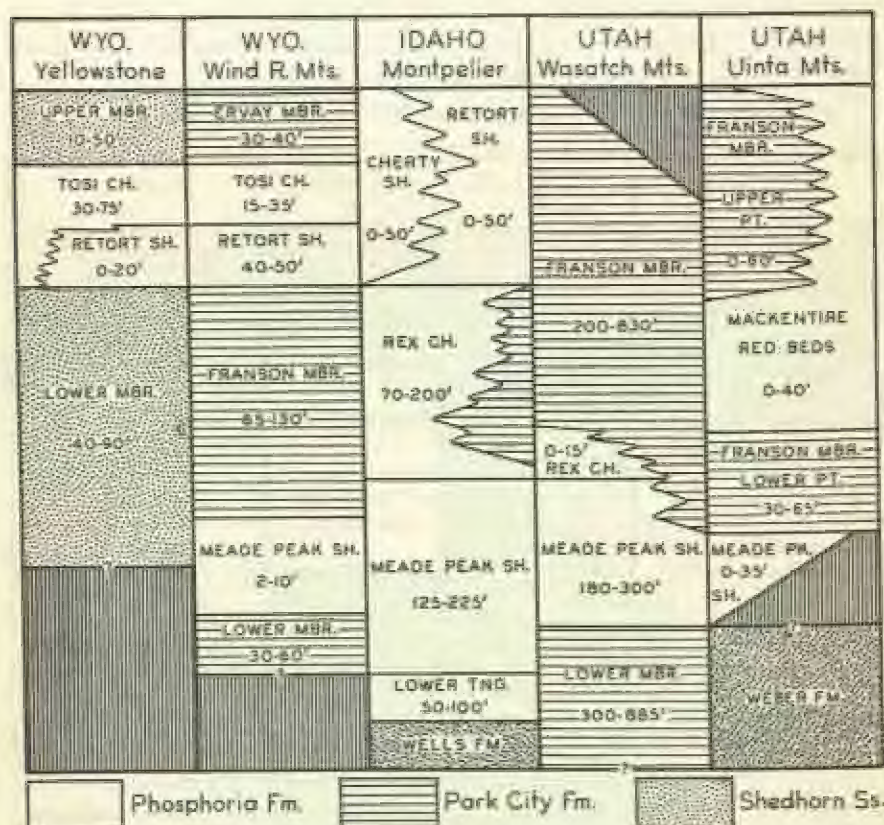 WYO.
Yellowstone
WYO.
Wind R. Mts.
IDAHO
Montpelier
UTAH
Wasatch Mts.
UTAH
Uinta Mts.
UPPER MBR.
10-50'
TOSI CH.
30-75'
RETORT SH.
0-20'
LOWER MBR.
40-90'
?
ERVAY MBR.
30-40'
TOSI CH.
15-35'
RETORT SH.
40-50'
FRANSON MBR.
65-130'
MEADE PEAK SH.
2-10'
LOWER MBR.
30-60'
?
RETORT
SH.
CHERTY
SH.
0-50'
0-50'
REX CH.
70-200'
MEADE PEAK SH.
125-225'
LOWER TNG.
50-100'
WELLS FM.
FRANSON MBR.
200-830'
0-15'
REX CH.
MEADE PEAK SH.
180-300'
LOWER MBR.
300-885'
?
FRANSON
MBR.
UPPER
PT.
0-60'
MACKENTIRE
RED BEDS
0-40'
FRANSON MBR.
LOWER PT.
30-65'
MEADE PK.
0-35'
SH.
?
WEBER FM.
Phosphoria Fm.
Park City Fm.
Shedhorn Ss.